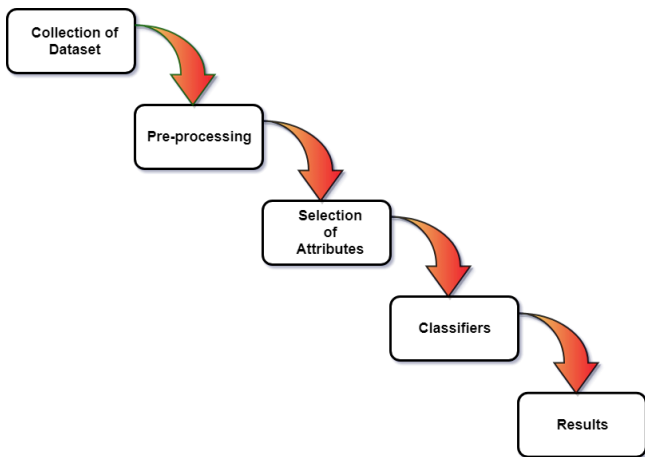 Collection of
Dataset
Pre-processing
Selection
of
Attributes
Classifiers
Results